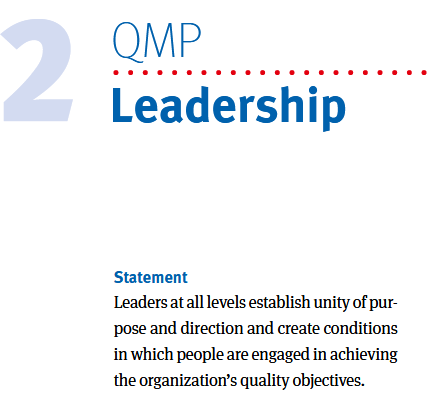 2
QMP
Leadership
Statement
Leaders at all levels establish unity of pur-
pose and direction and create conditions
in which people are engaged in achieving
the organization’s quality objectives.